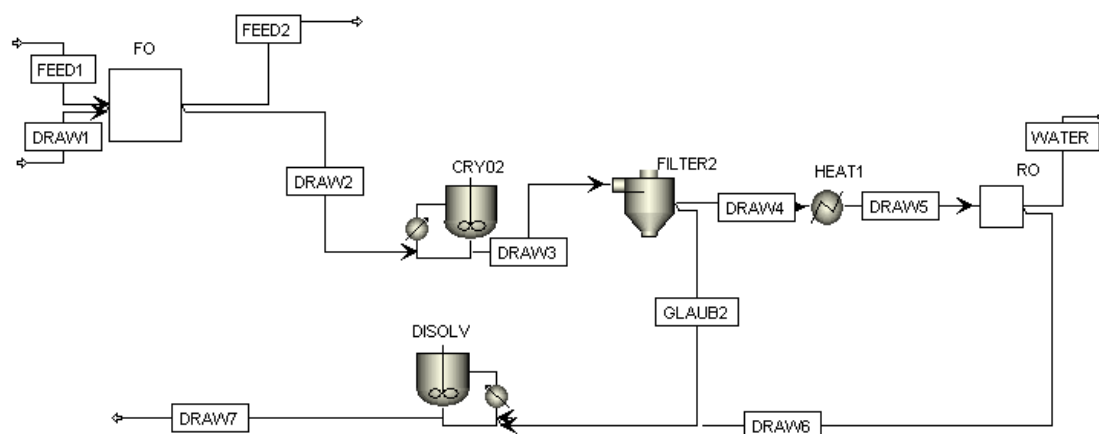 FEED2
FO
FEED1
DRAW1
WATER
CRY02
FILTER2
HEAT1
RO
DRAW2
DRAW4
DRAW5
DRAW3
GLAUB2
DISOLV
DRAW7
DRAW6